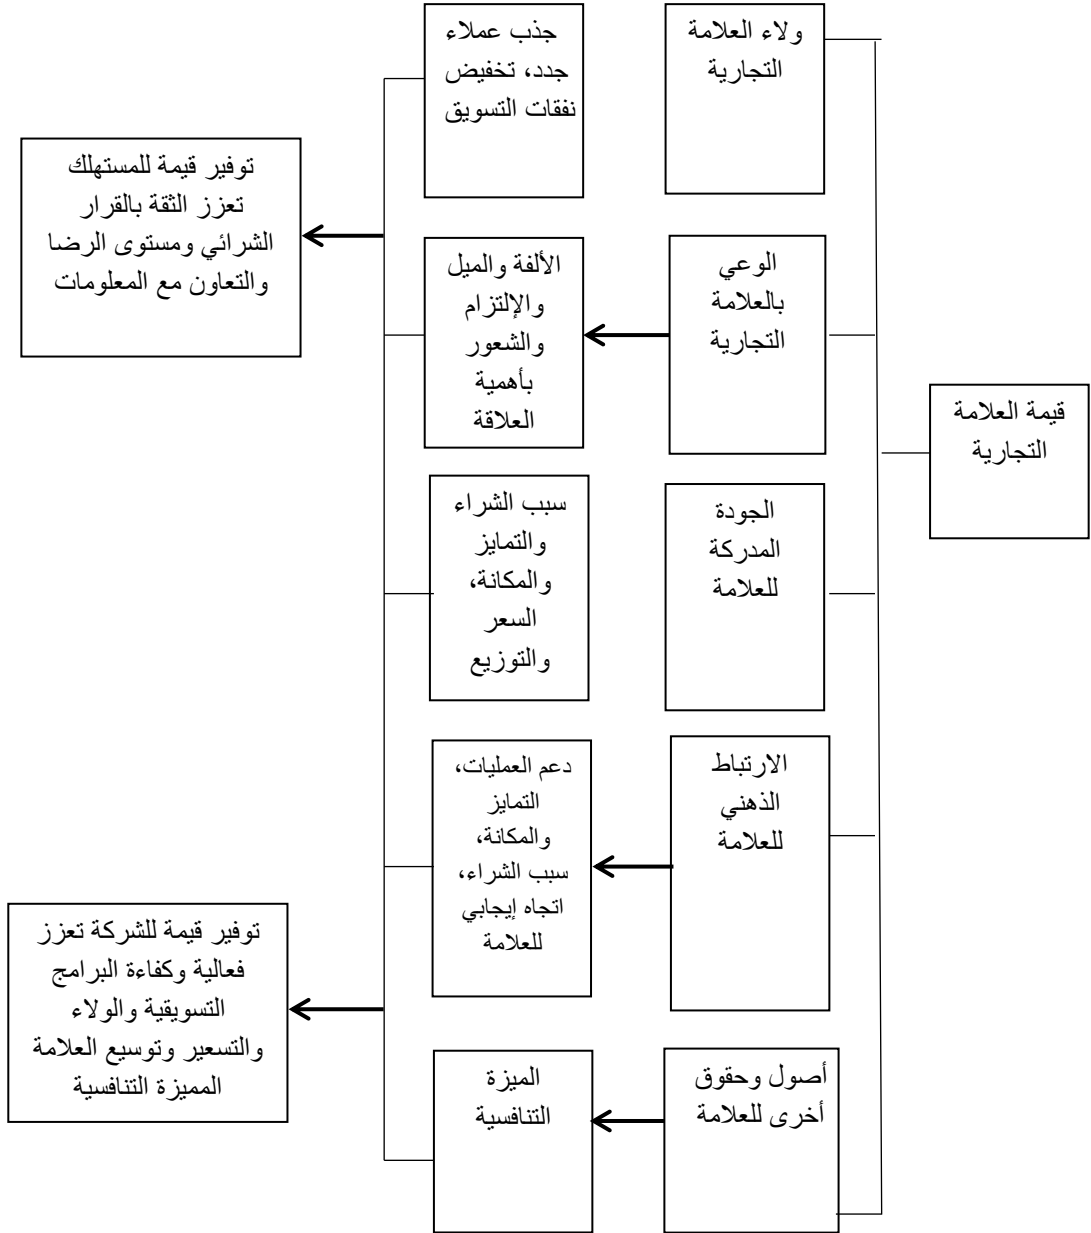 قيمة العلامة
التجارية
ولاء العلامة
التجارية
جذب عملاء
جدد، تخفيض
نفقات التسويق
الوعي
بالعلامة
التجارية
الألفة والميل
والإلتزام
والشعور
بأهمية
العلاقة
الجودة
المدركة
للعلامة
سبب الشراء
والتمايز
والمكانة،
السعر
والتوزيع
الارتباط
الذهني
للعلامة
دعم العمليات،
التمايز
والمكانة،
سبب الشراء،
اتجاه إيجابي
للعلامة
أصول وحقوق
أخرى للعلامة
الميزة
التنافسية
توفير قيمة للمستهلك
تعزز الثقة بالقرار
الشرائي ومستوى الرضا
والتعاون مع المعلومات
توفير قيمة للشركة تعزز
فعالية وكفاءة البرامج
التسويقية والولاء
والتسعير وتوسيع العلامة
المميزة التنافسية